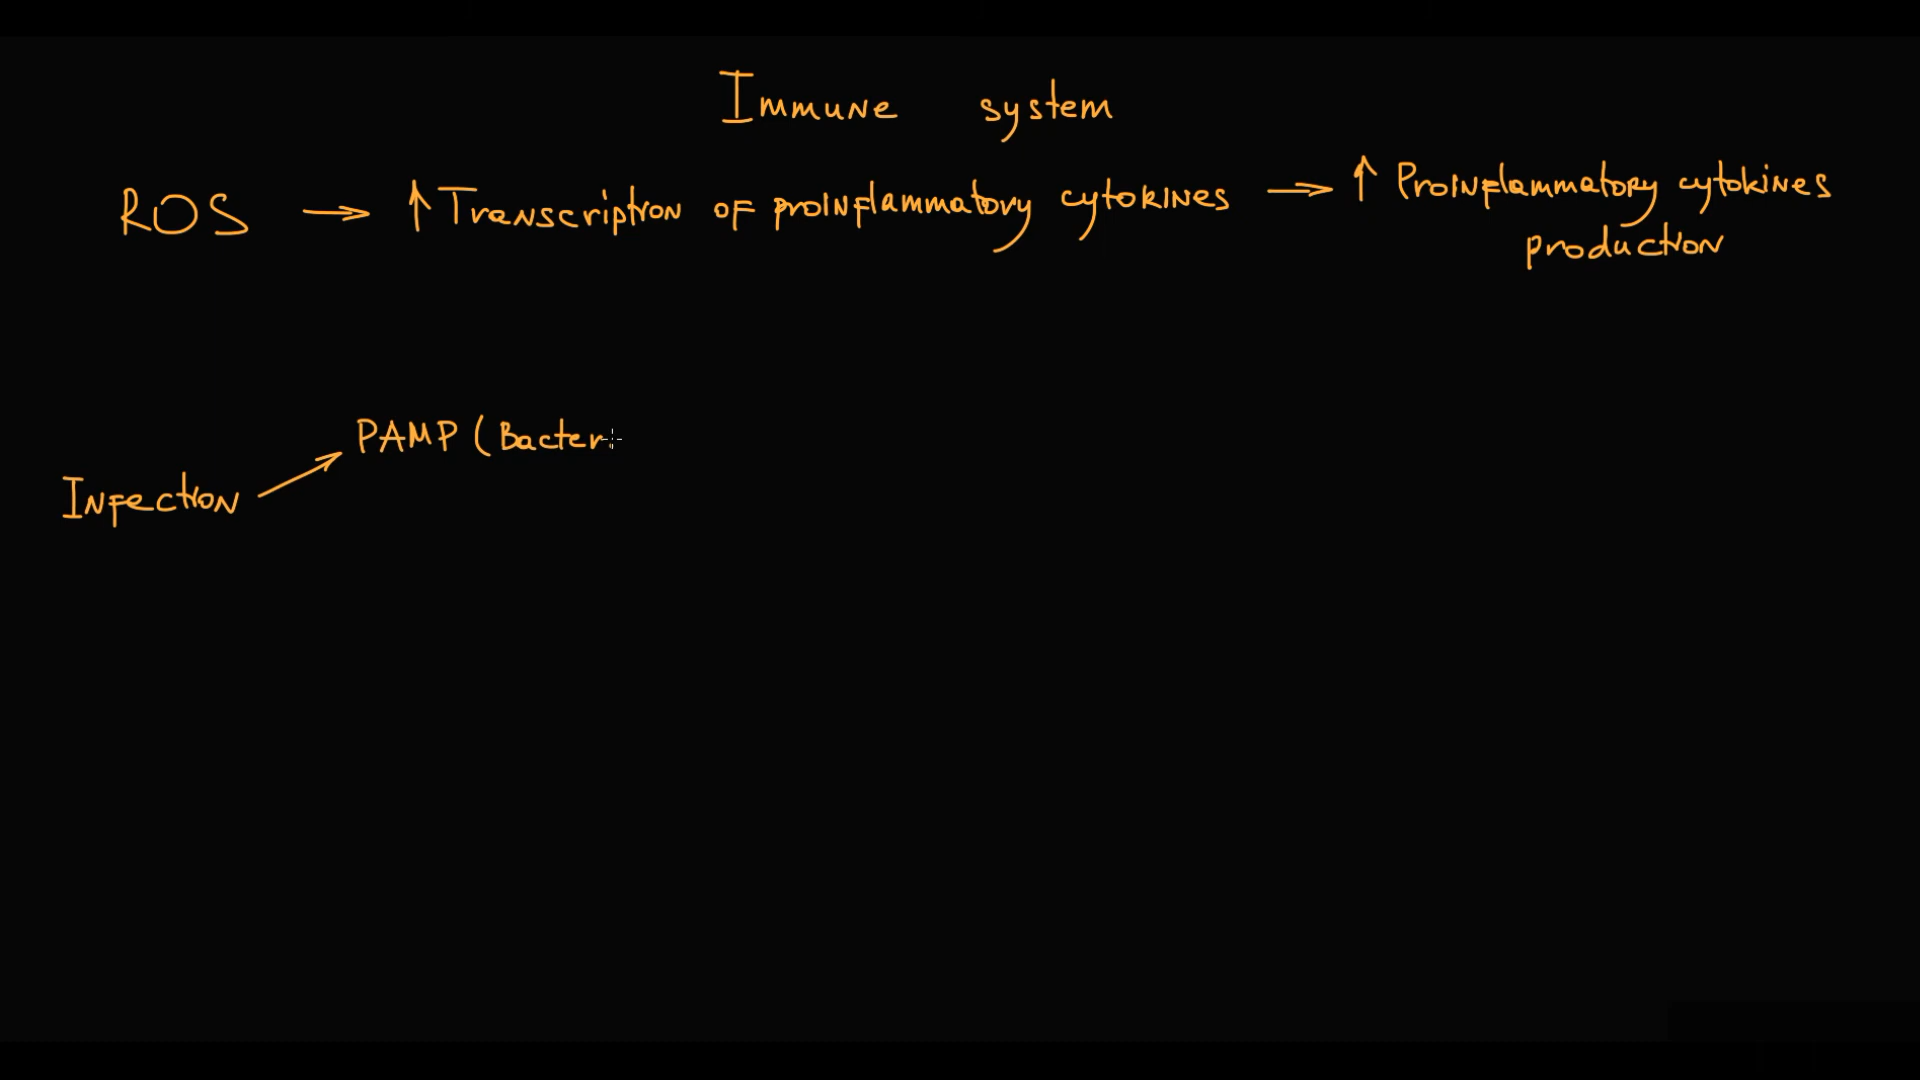 Immune system
ROS → ↑ Transcription of proinflammatory cytokines → ↑ Proinflammatory cytokines
production
PAMP (Bacter
Infection